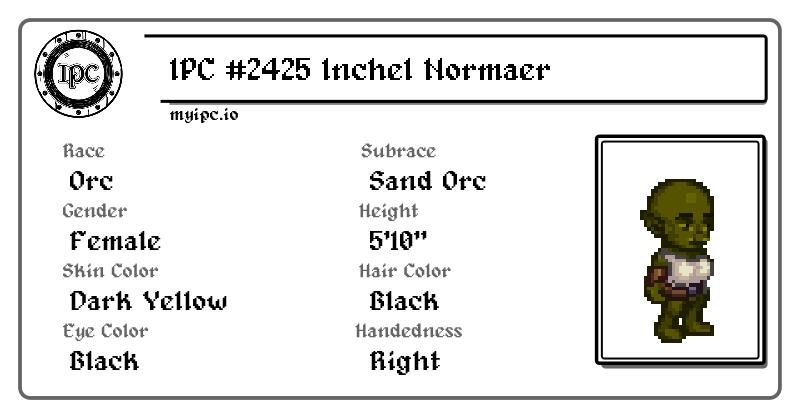 IPC
IPC #2425 Inchel Normaer
myipc.io
Race
Orc
Subrace
Sand Orc
Gender
Female
Height
5'10"
Skin Color
Dark Yellow
Hair Color
Black
Eye Color
Black
Handedness
Right